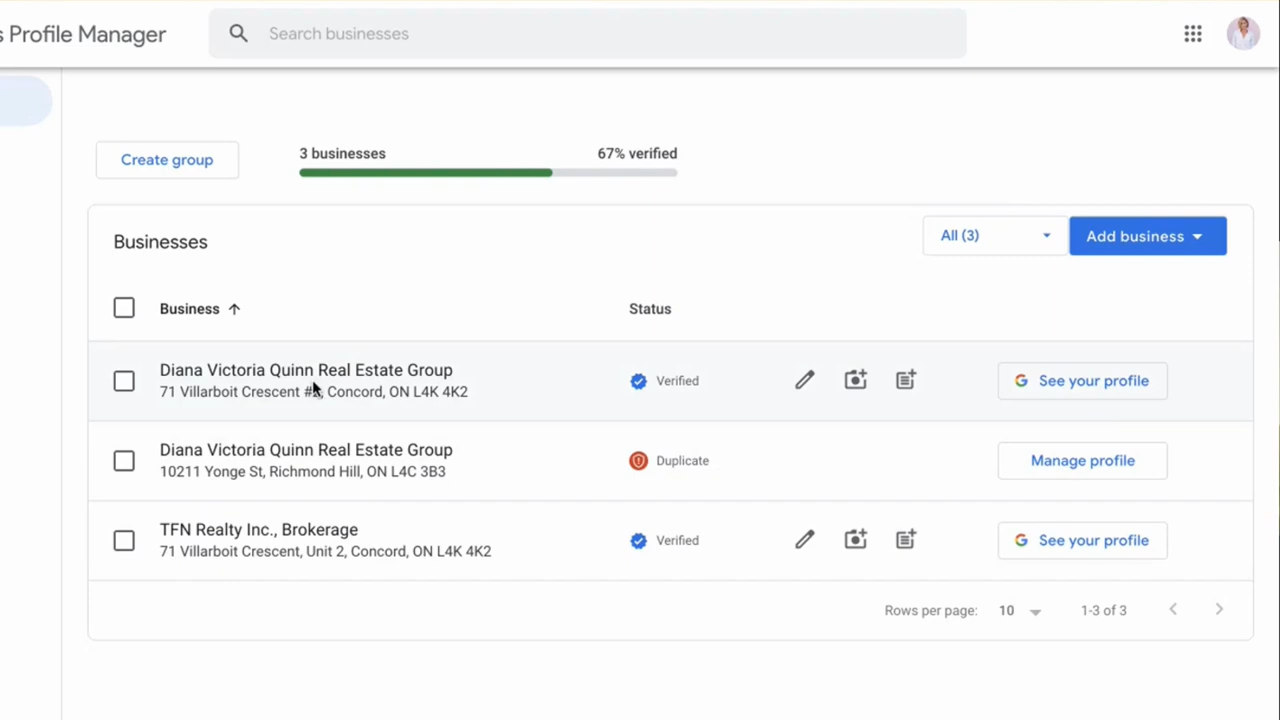 s Profile Manager
Search businesses
Create group
3 businesses
67% verified
Businesses
All (3)
Add business
Business
Status
Diana Victoria Quinn Real Estate Group
71 Villarboit Crescent #, Concord, ON L4K 4K2
Verified
See your profile
Diana Victoria Quinn Real Estate Group
10211 Yonge St, Richmond Hill, ON L4C 3B3
Duplicate
Manage profile
TFN Realty Inc., Brokerage
71 Villarboit Crescent, Unit 2, Concord, ON L4K 4K2
Verified
See your profile
Rows per page: 10 1-3 of 3